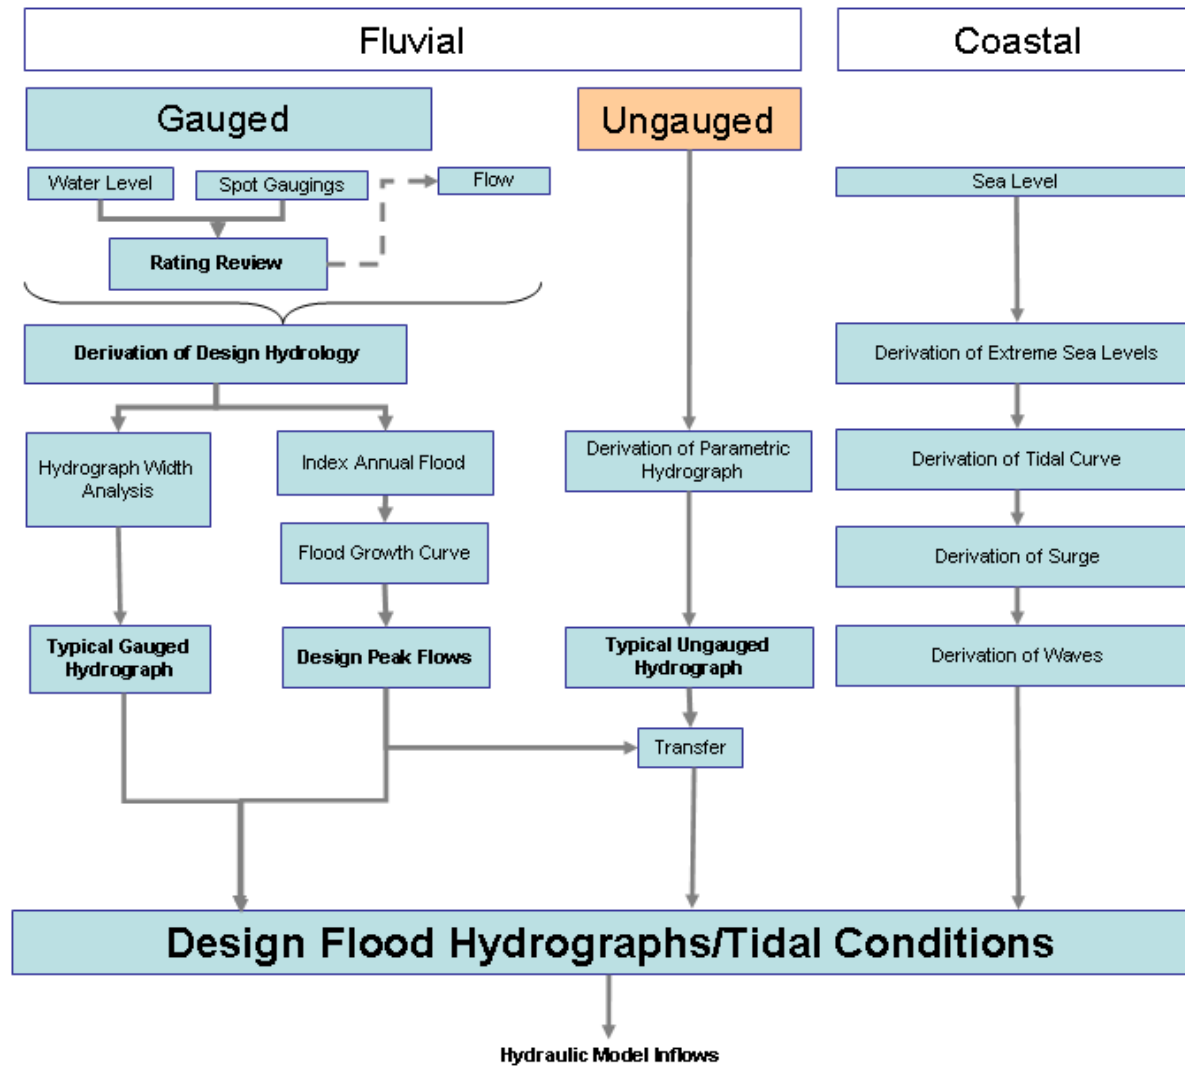 Fluvial
Coastal
Gauged
Ungauged
Water Level
Spot Gaugings
Flow
Sea Level
Rating Review
Derivation of Design Hydrology
Derivation of Extreme Sea Levels
Hydrograph Width
Analysis
Index Annual Flood
Derivation of Parametric
Hydrograph
Derivation of Tidal Curve
Flood Growth Curve
Derivation of Surge
Typical Gauged
Hydrograph
Design Peak Flows
Typical Ungauged
Hydrograph
Derivation of Waves
Transfer
Design Flood Hydrographs/Tidal Conditions
Hydraulic Model Inflows